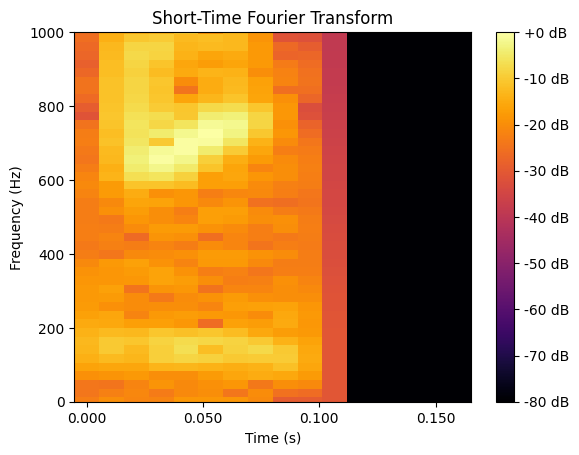 Short-Time Fourier Transform
1000
800
600
400
200
0
Frequency (Hz)
0.000
0.050
0.100
0.150
Time (s)
+0 dB
-10 dB
-20 dB
-30 dB
-40 dB
-50 dB
-60 dB
-70 dB
-80 dB